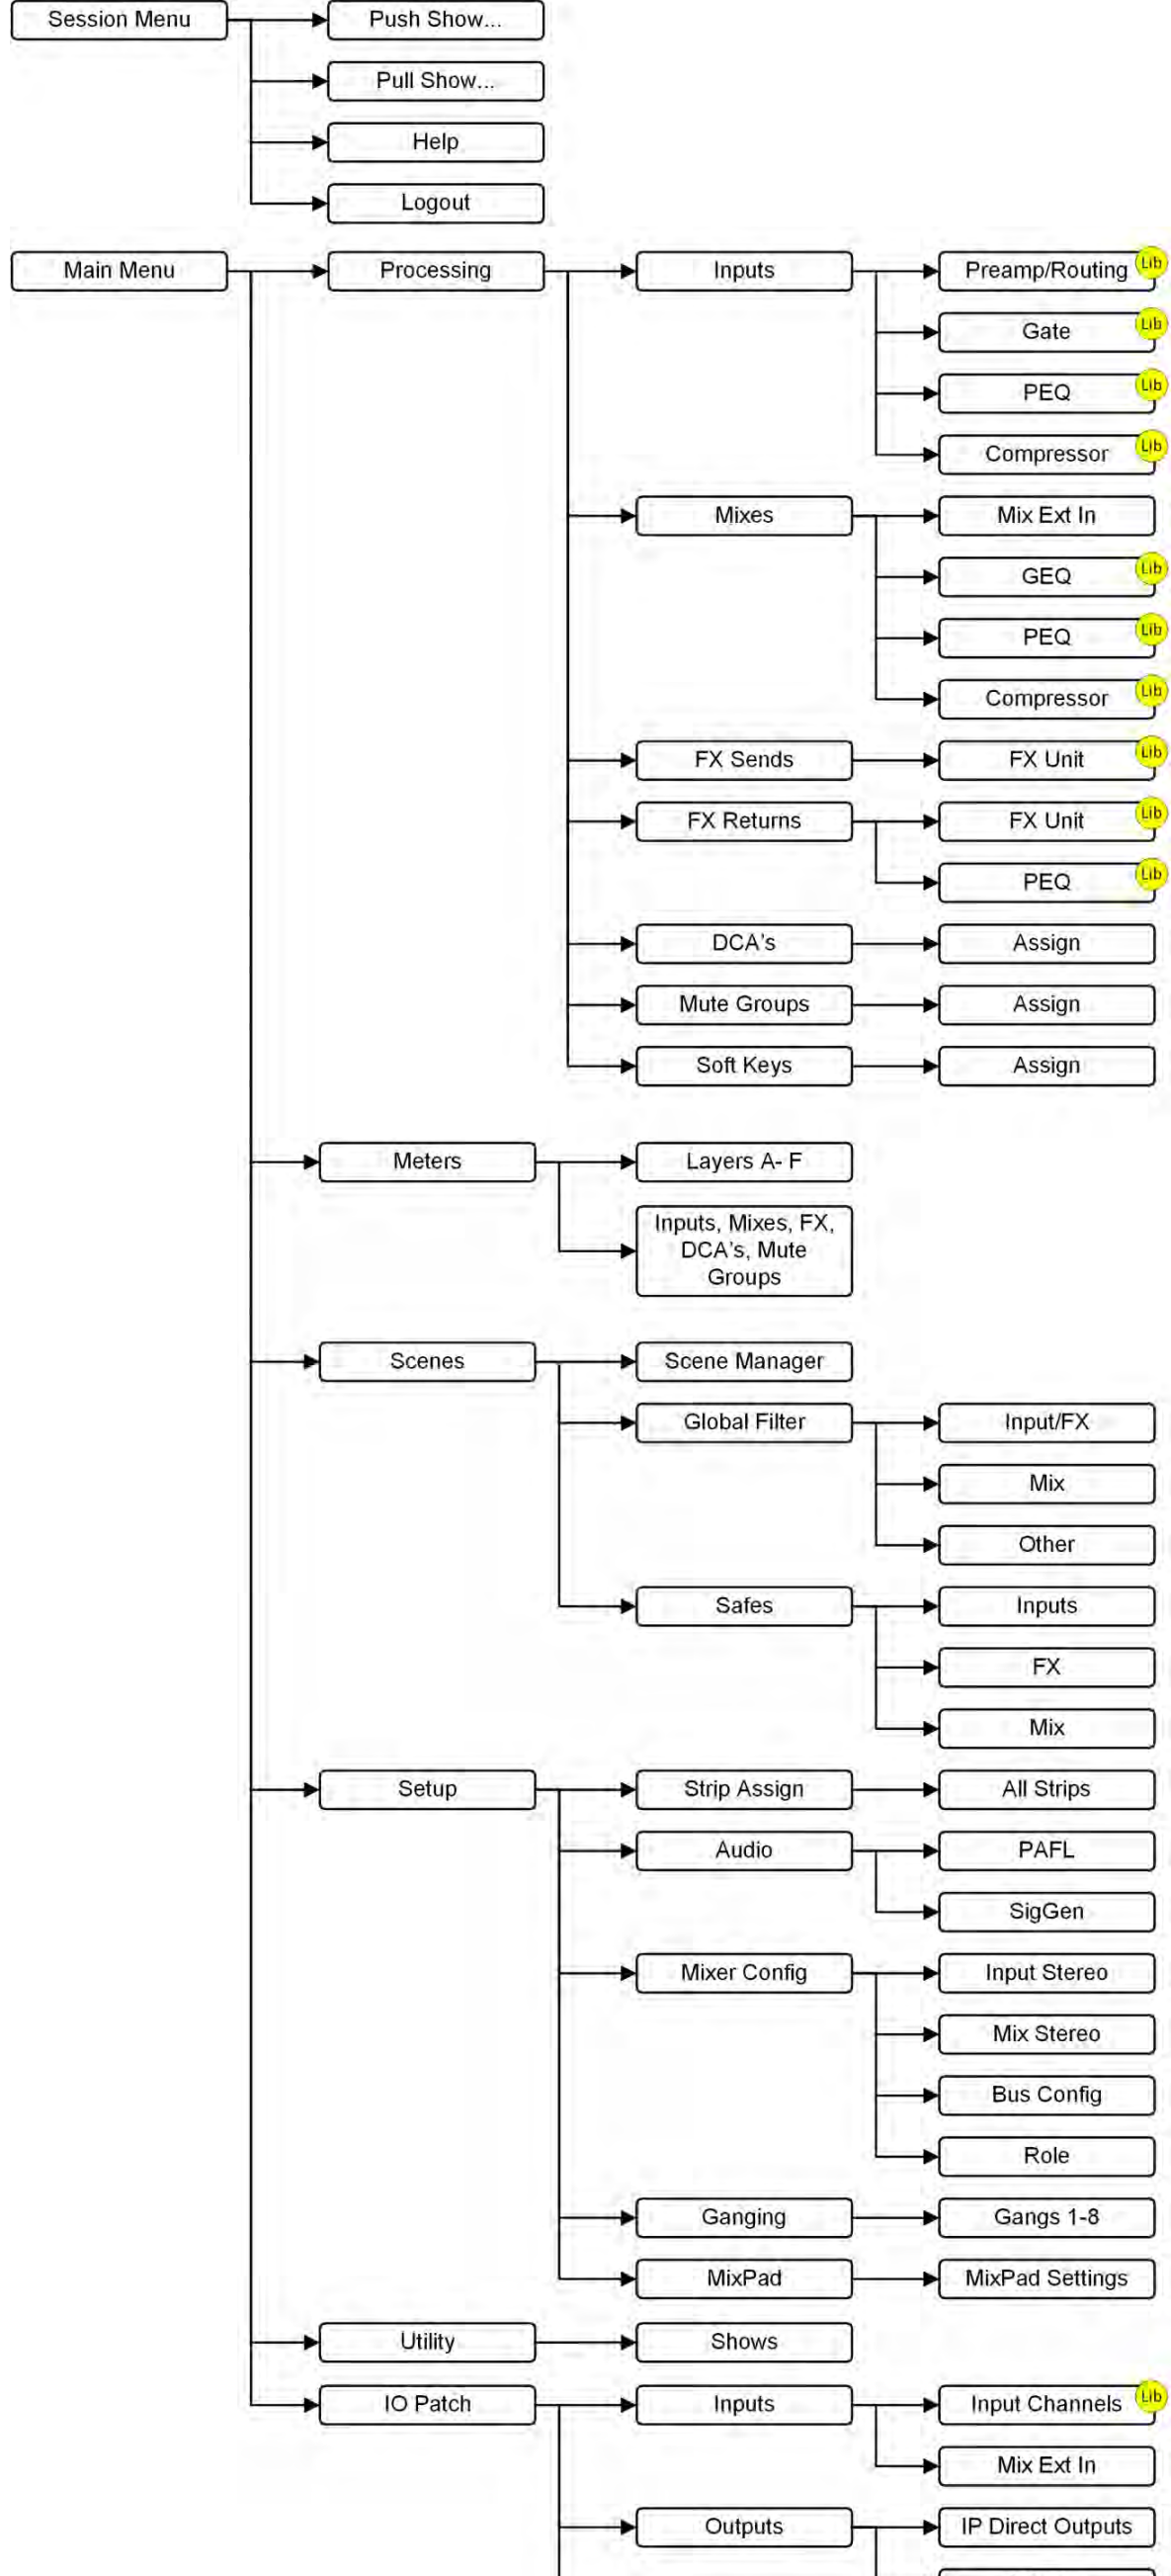 Session Menu
Push Show...
Pull Show...
Help
Logout
Main Menu
Processing
Inputs
Preamp/Routing
Lib
Gate
Lib
PEQ
Lib
Compressor
Lib
Mixes
Mix Ext In
GEQ
Lib
PEQ
Lib
Compressor
Lib
FX Sends
FX Unit
Lib
FX Returns
FX Unit
Lib
PEQ
Lib
DCA's
Assign
Mute Groups
Assign
Soft Keys
Assign
Meters
Layers A- F
Inputs, Mixes, FX,
DCA's, Mute
Groups
Scenes
Scene Manager
Global Filter
Input/FX
Mix
Other
Safes
Inputs
FX
Mix
Setup
Strip Assign
All Strips
Audio
PAFL
SigGen
Mixer Config
Input Stereo
Mix Stereo
Bus Config
Role
Ganging
Gangs 1-8
MixPad
MixPad Settings
Utility
Shows
IO Patch
Inputs
Input Channels
Lib
Mix Ext In
Outputs
IP Direct Outputs